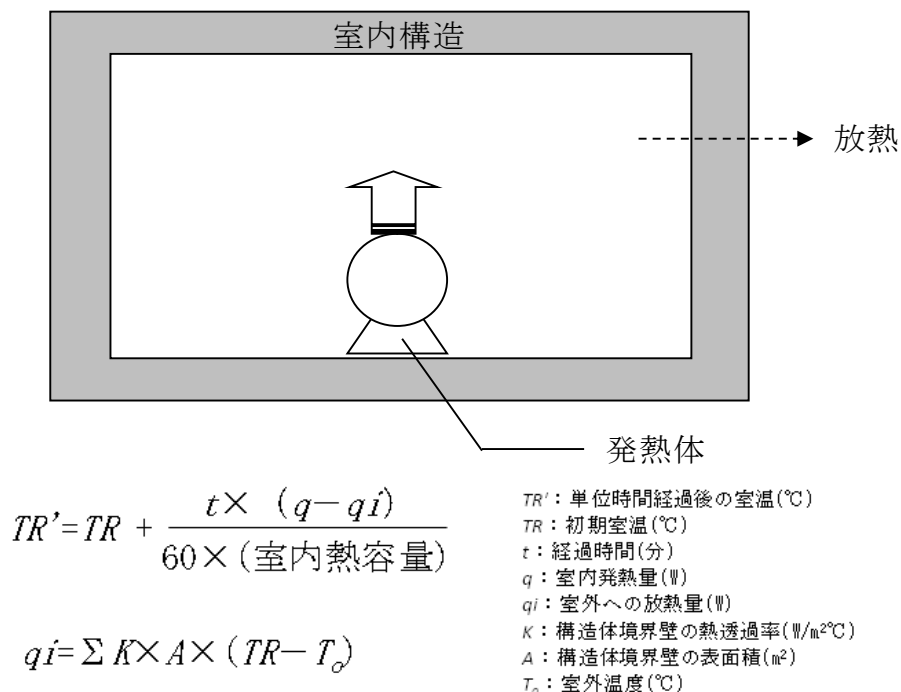 室内構造
放熱
発熱体
TR'=TR + t×(q−qi)
60×(室内熱容量)
qi=Σ K×A×(TR−To)
TR'：単位時間経過後の室温(℃)
TR：初期室温(℃)
t：経過時間(分)
q：室内発熱量(W)
qi：室外への放熱量(W)
K：構造体境界壁の熱透過率(W/m²℃)
A：構造体境界壁の表面積(m²)
To：室外温度(℃)